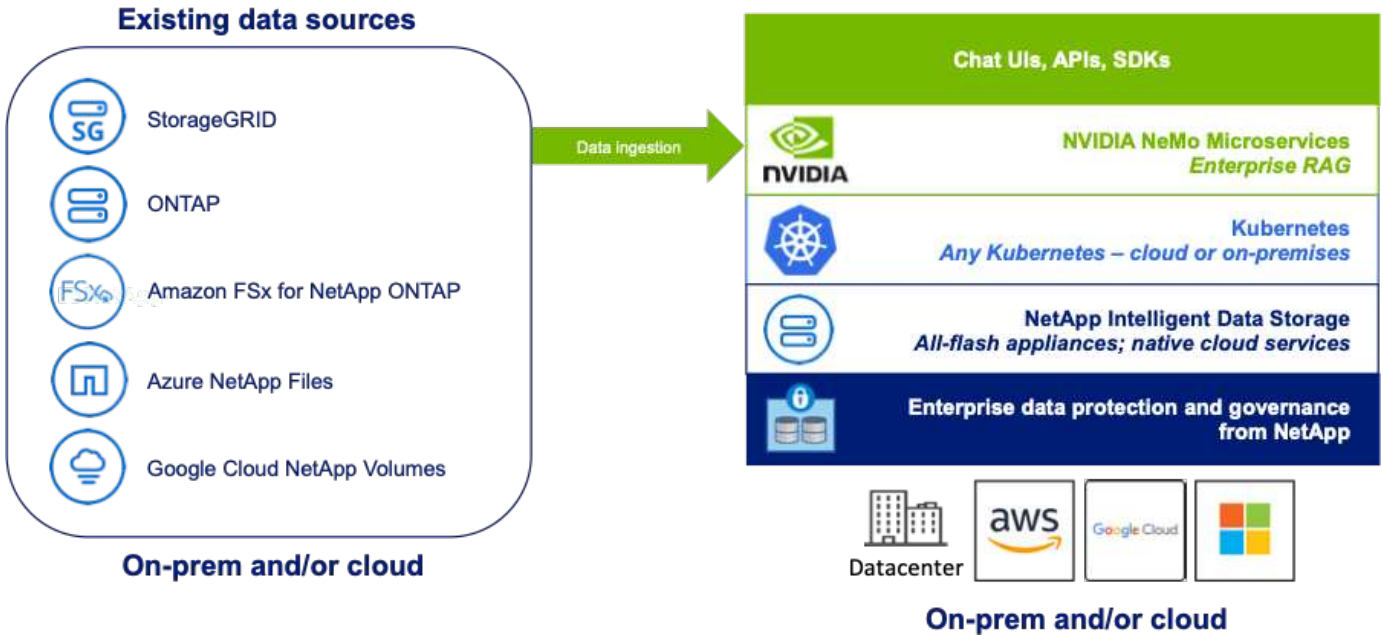 Existing data sources
SG
StorageGRID
ONTAP
FSx
Amazon FSx for NetApp ONTAP
Azure NetApp Files
Google Cloud NetApp Volumes
On-prem and/or cloud
Data ingestion
Chat UIs, APIs, SDKs
NVIDIA
NVIDIA NeMo Microservices
Enterprise RAG
Kubernetes
Any Kubernetes – cloud or on-premises
NetApp Intelligent Data Storage
All-flash appliances; native cloud services
Enterprise data protection and governance
from NetApp
Datacenter
aws
Google Cloud
On-prem and/or cloud